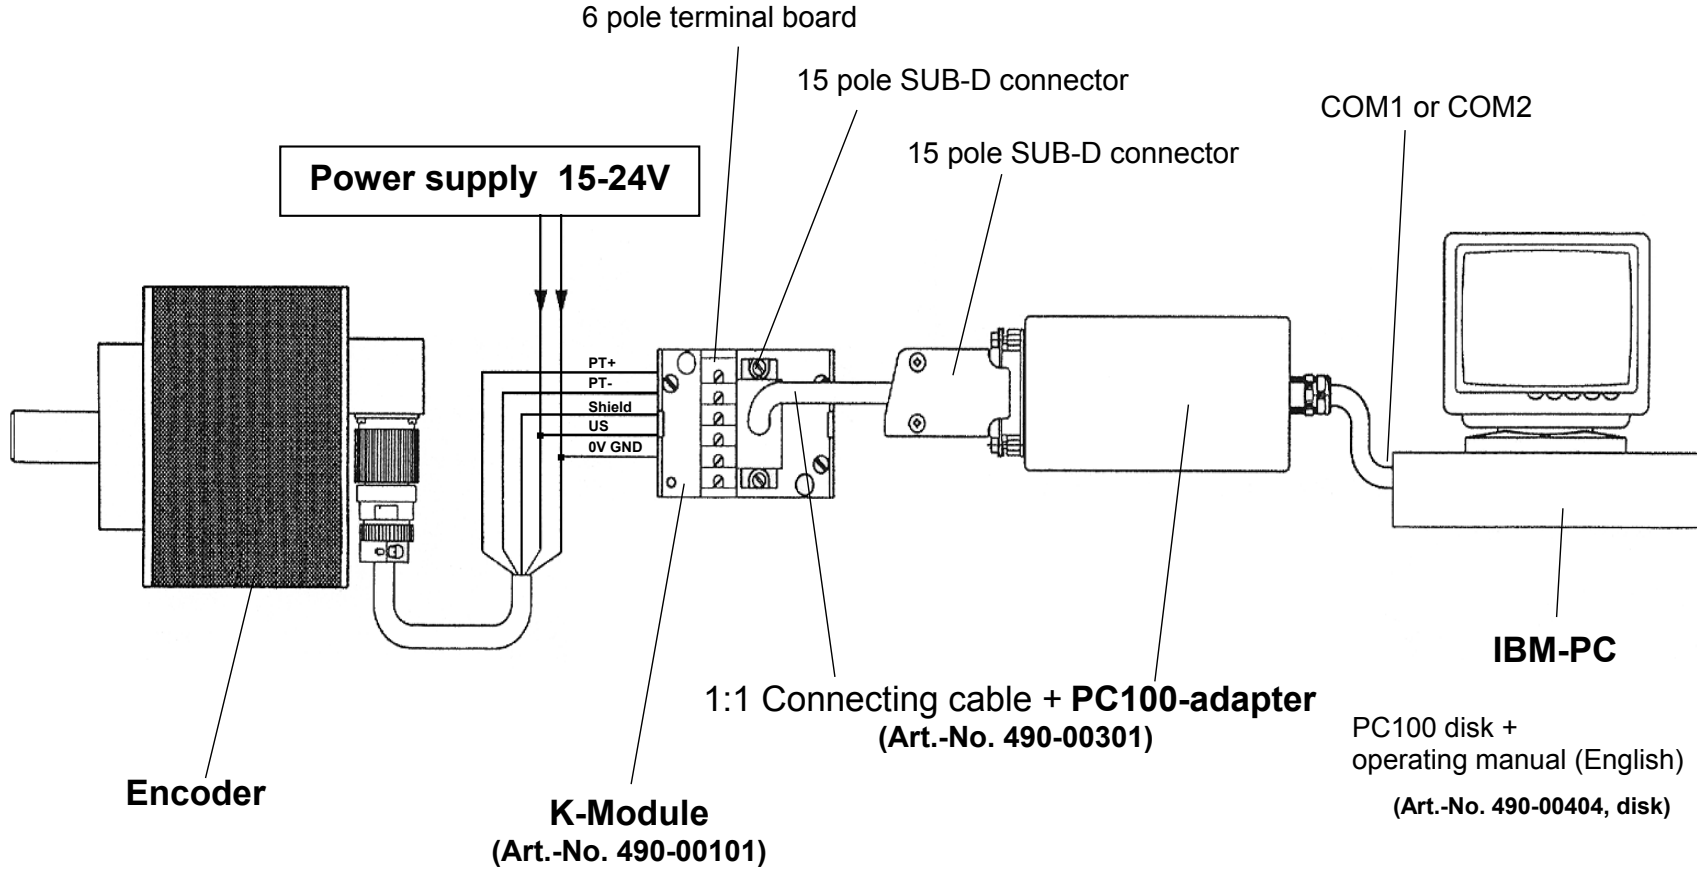 6 pole terminal board
15 pole SUB-D connector
COM1 or COM2
15 pole SUB-D connector
Power supply 15-24V
PT+
PT-
Shield
US
0V GND
IBM-PC
1:1 Connecting cable + PC100-adapter
(Art.-No. 490-00301)
PC100 disk +
operating manual (English)
(Art.-No. 490-00404, disk)
Encoder
K-Module
(Art.-No. 490-00101)